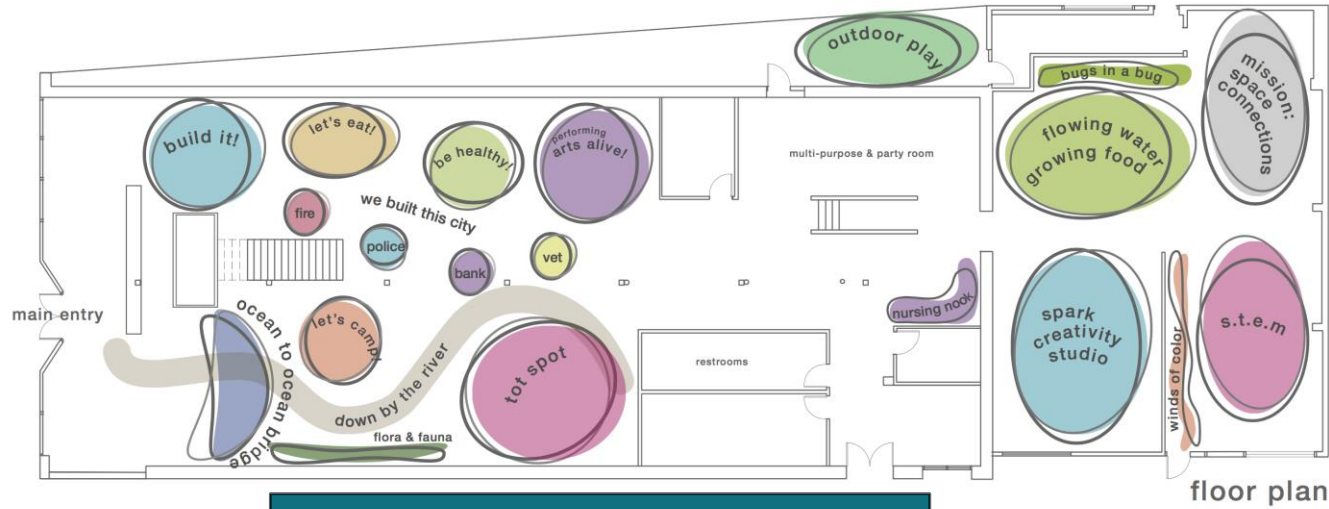 outdoor play
bugs in a bug
mission:
space
connections
build it!
let's eat!
be healthy!
performing
arts alive!
multi-purpose & party room
flowing water
growing food
fire
we built this city
police
bank
vet
main entry
ocean to ocean bridge
let's camp!
down by the river
tot spot
flora & fauna
restrooms
nursing nook
spark
creativity
studio
winds of color
s.t.e.m
floor plan